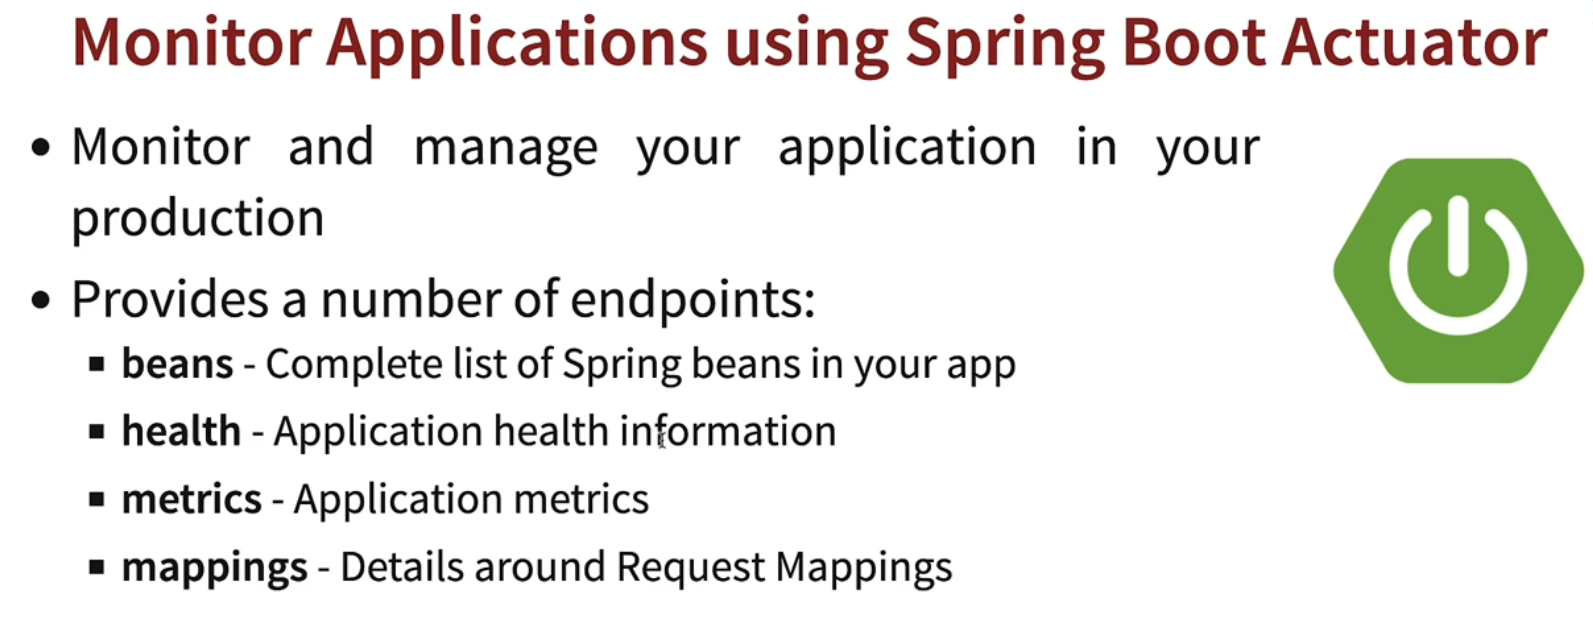 Monitor Applications using Spring Boot Actuator
• Monitor and manage your application in your
production
• Provides a number of endpoints:
▪ beans - Complete list of Spring beans in your app
▪ health - Application health information
▪ metrics - Application metrics
▪ mappings - Details around Request Mappings